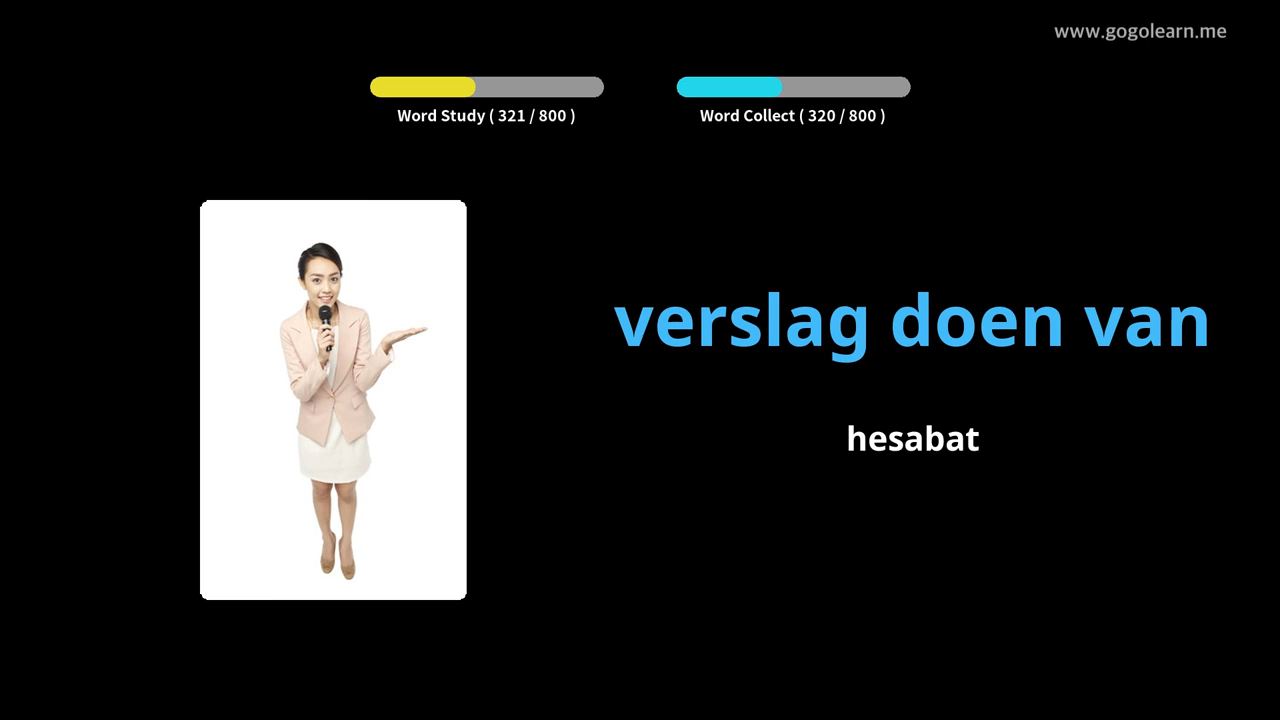 www.gogolearn.me
Word Study ( 321 / 800 )
Word Collect ( 320 / 800 )
verslag doen van
hesabat